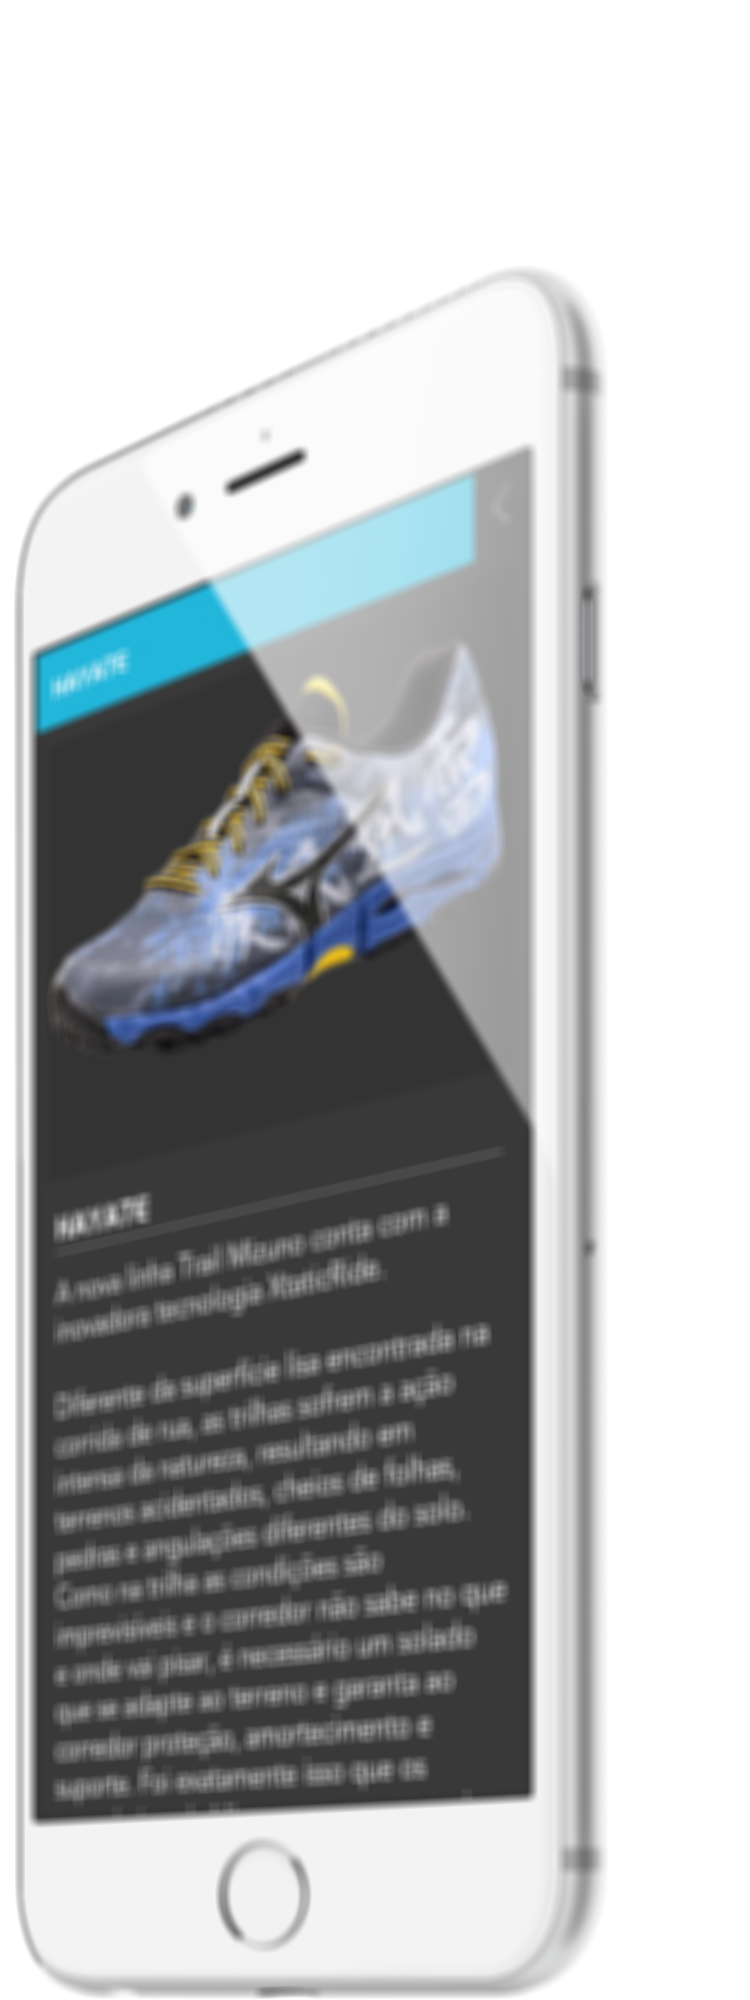 HAYATE
HAYATE
A nova linha Trail Mizuno conta com a
inovadora tecnologia XtaticRide.
Diferente da superfície lisa encontrada na
corrida de rua, as trilhas sofrem a ação
intensa da natureza, resultando em
terrenos acidentados, cheios de folhas,
pedras e angulações diferentes do solo.
Como na trilha as condições são
imprevisíveis e o corredor não sabe no que
e onde vai pisar, é necessário um solado
que se adapte ao terreno e garanta ao
corredor proteção, amortecimento e
suporte. Foi exatamente isso que os